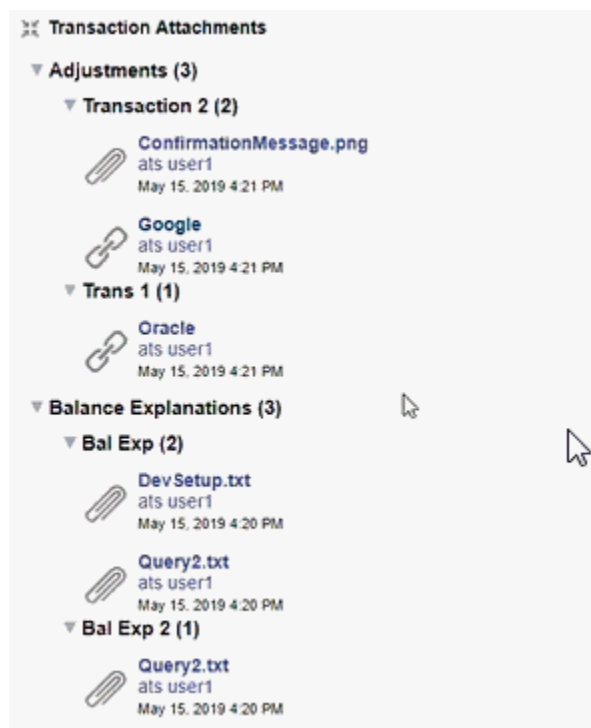 Transaction Attachments
Adjustments (3)
Transaction 2 (2)
ConfirmationMessage.png
ats user1
May 15, 2019 4:21 PM
Google
ats user1
May 15, 2019 4:21 PM
Trans 1 (1)
Oracle
ats user1
May 15, 2019 4:21 PM
Balance Explanations (3)
Bal Exp (2)
DevSetup.txt
ats user1
May 15, 2019 4:20 PM
Query2.txt
ats user1
May 15, 2019 4:20 PM
Bal Exp 2 (1)
Query2.txt
ats user1
May 15, 2019 4:20 PM